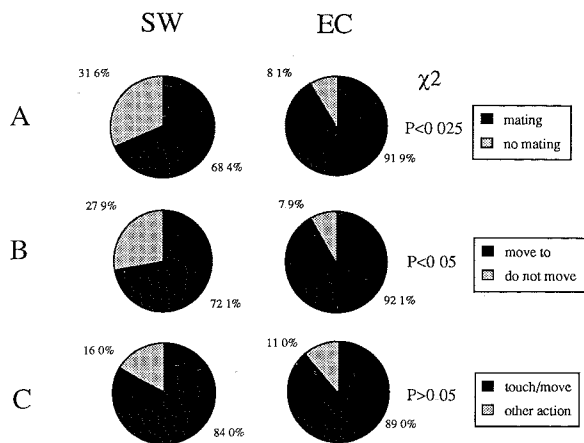 SW EC
31 6% 8 1% χ2
A P<0 025 mating
no mating
68 4% 91 9%
27 9% 7 9%
B P<0 05 move to
do not move
72 1% 92 1%
16 0% 11 0%
C P>0.05 touch/move
other action
84 0% 89 0%